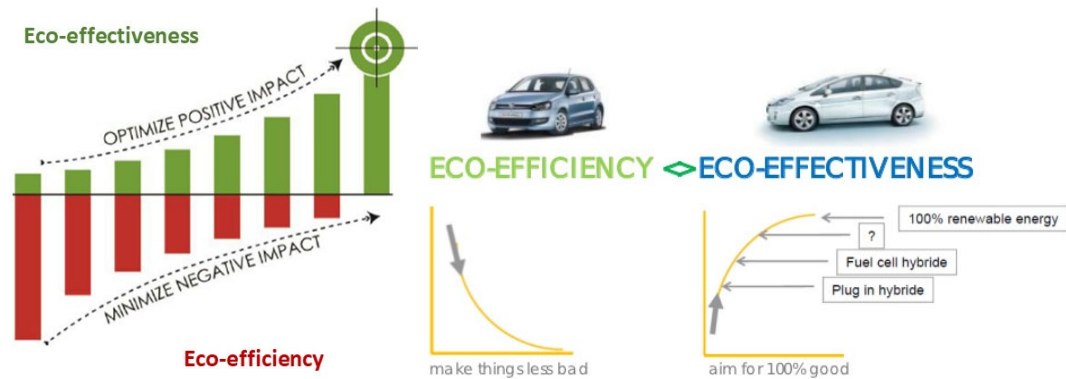 Eco-effectiveness
OPTIMIZE POSITIVE IMPACT
MINIMIZE NEGATIVE IMPACT
Eco-efficiency
ECO-EFFICIENCY <>ECO-EFFECTIVENESS
make things less bad
100% renewable energy
?
Fuel cell hybride
Plug in hybride
aim for 100% good